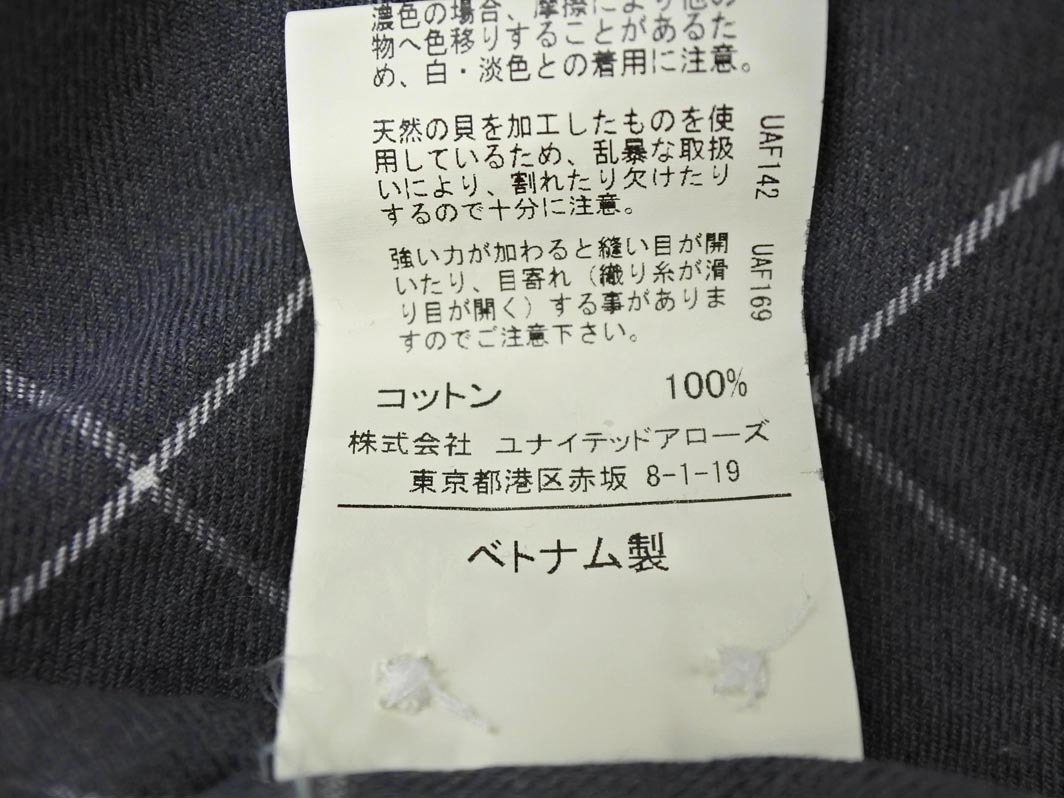 濃色の場合、摩擦により他の
物へ色移りすることがあるた
め、白・淡色との着用に注意。
天然の貝を加工したものを使
用しているため、乱暴な取扱
いにより、割れたり欠けたり
するので十分に注意。
UAF142
強い力が加わると縫い目が開
いたり、目寄れ（織り糸が滑
り目が開く）する事がありま
すのでご注意下さい。
UAF169
コットン 100%
株式会社 ユナイテッドアローズ
東京都港区赤坂 8-1-19
ベトナム製